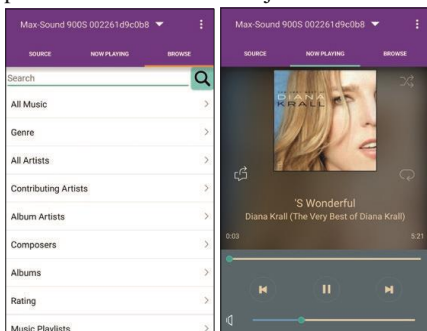 Max-Sound 900S 002261d9c0b8
SOURCE NOW PLAYING BROWSE
Search
All Music
Genre
All Artists
Contributing Artists
Album Artists
Composers
Albums
Rating
Music Playlists
Max-Sound 900S 002261d9c0b8
SOURCE NOW PLAYING BROWSE
DIANA
KRALL
'S Wonderful
Diana Krall (The Very Best of Diana Krall)
0:03 5:21